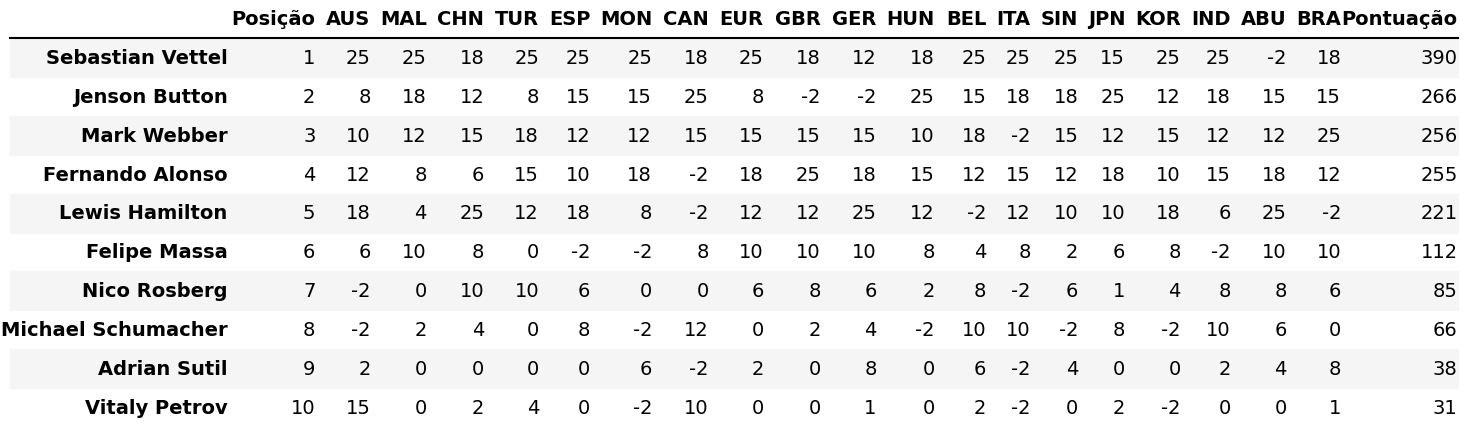 Posição AUS MAL CHN TUR ESP MON CAN EUR GBR GER HUN BEL ITA SIN JPN KOR IND ABU BRA Pontuação
Sebastian Vettel 1 25 25 18 25 25 25 18 25 18 12 18 25 25 25 15 25 25 -2 18 390
Jenson Button 2 8 18 12 8 15 15 25 8 -2 -2 25 15 18 18 25 12 18 15 15 266
Mark Webber 3 10 12 15 18 12 12 15 15 15 15 10 18 -2 15 12 15 12 12 25 256
Fernando Alonso 4 12 8 6 15 10 18 -2 18 25 18 15 12 15 12 18 10 15 18 12 255
Lewis Hamilton 5 18 4 25 12 18 8 -2 12 12 25 12 -2 12 10 10 18 6 25 -2 221
Felipe Massa 6 6 10 8 0 -2 -2 8 10 10 10 8 4 8 2 6 8 -2 10 10 112
Nico Rosberg 7 -2 0 10 10 6 0 0 6 8 6 2 8 -2 6 1 4 8 8 6 85
Michael Schumacher 8 -2 2 4 0 8 -2 12 0 2 4 -2 10 10 -2 8 -2 10 6 0 66
Adrian Sutil 9 2 0 0 0 0 6 -2 2 0 8 0 6 -2 4 0 0 2 4 8 38
Vitaly Petrov 10 15 0 2 4 0 -2 10 0 0 1 0 2 -2 0 2 -2 0 0 1 31